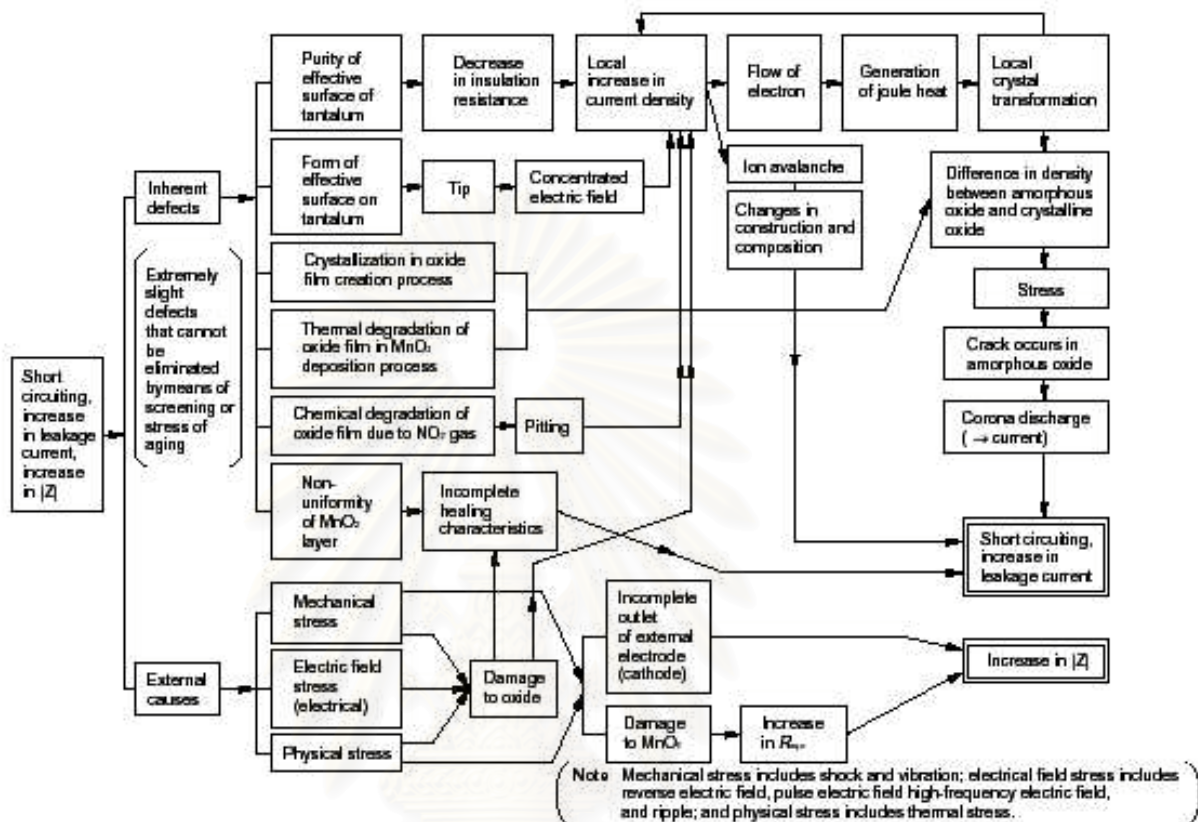 Purity of
effective
surface of
tantalum
Decrease
in insulation
resistance
Local
increase in
current density
Flow of
electron
Generation
of joule heat
Local
crystal
transformation
Inherent
defects
Form of
effective
surface on
tantalum
Tip
Concentrated
electric field
Ion avalanche
Changes in
construction and
composition
Difference in density
between amorphous
oxide and crystalline
oxide
Extremely
slight
defects
that cannot
be
eliminated
bymeans of
screening or
stress of
aging
Crystallization in oxide
film creation process
Stress
Thermal degradation of
oxide film in MnO₂
deposition process
Crack occurs in
amorphous oxide
Short
circuiting,
increase
in leakage
current,
increase
in |Z|
Chemical degradation of
oxide film due to NO₂ gas
Pitting
Corona discharge
( → current)
Non-
uniformity
of MnO₂
layer
Incomplete
healing
characteristics
Short circuiting,
increase in
leakage current
Mechanical
stress
Incomplete
outlet
of external
electrode
(cathode)
External
causes
Electric field
stress
(electrical)
Damage
to oxide
Increase in |Z|
Physical stress
Damage
to MnO₂
Increase
in
Note Mechanical stress includes shock and vibration; electrical field stress includes
reverse electric field, pulse electric field high-frequency electric field,
and ripple; and physical stress includes thermal stress.